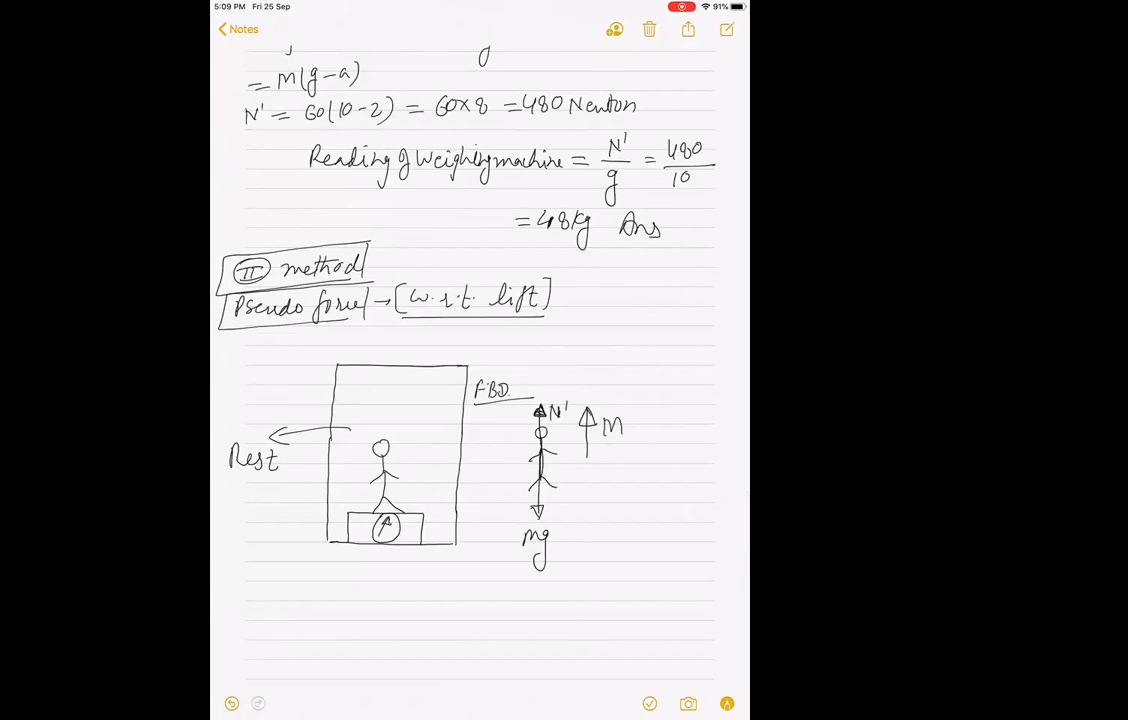 5:09 PM Fri 25 Sep
91%
Notes
g
= M(g-a)
N' = 60(10-2) = 60×8 = 480 Newton
Reading of Weighing machine = N'/g = 480/10
= 48kg Ans
II method
Pseudo force → [w.r.t. lift]
FBD.
N'
M
Rest
mg